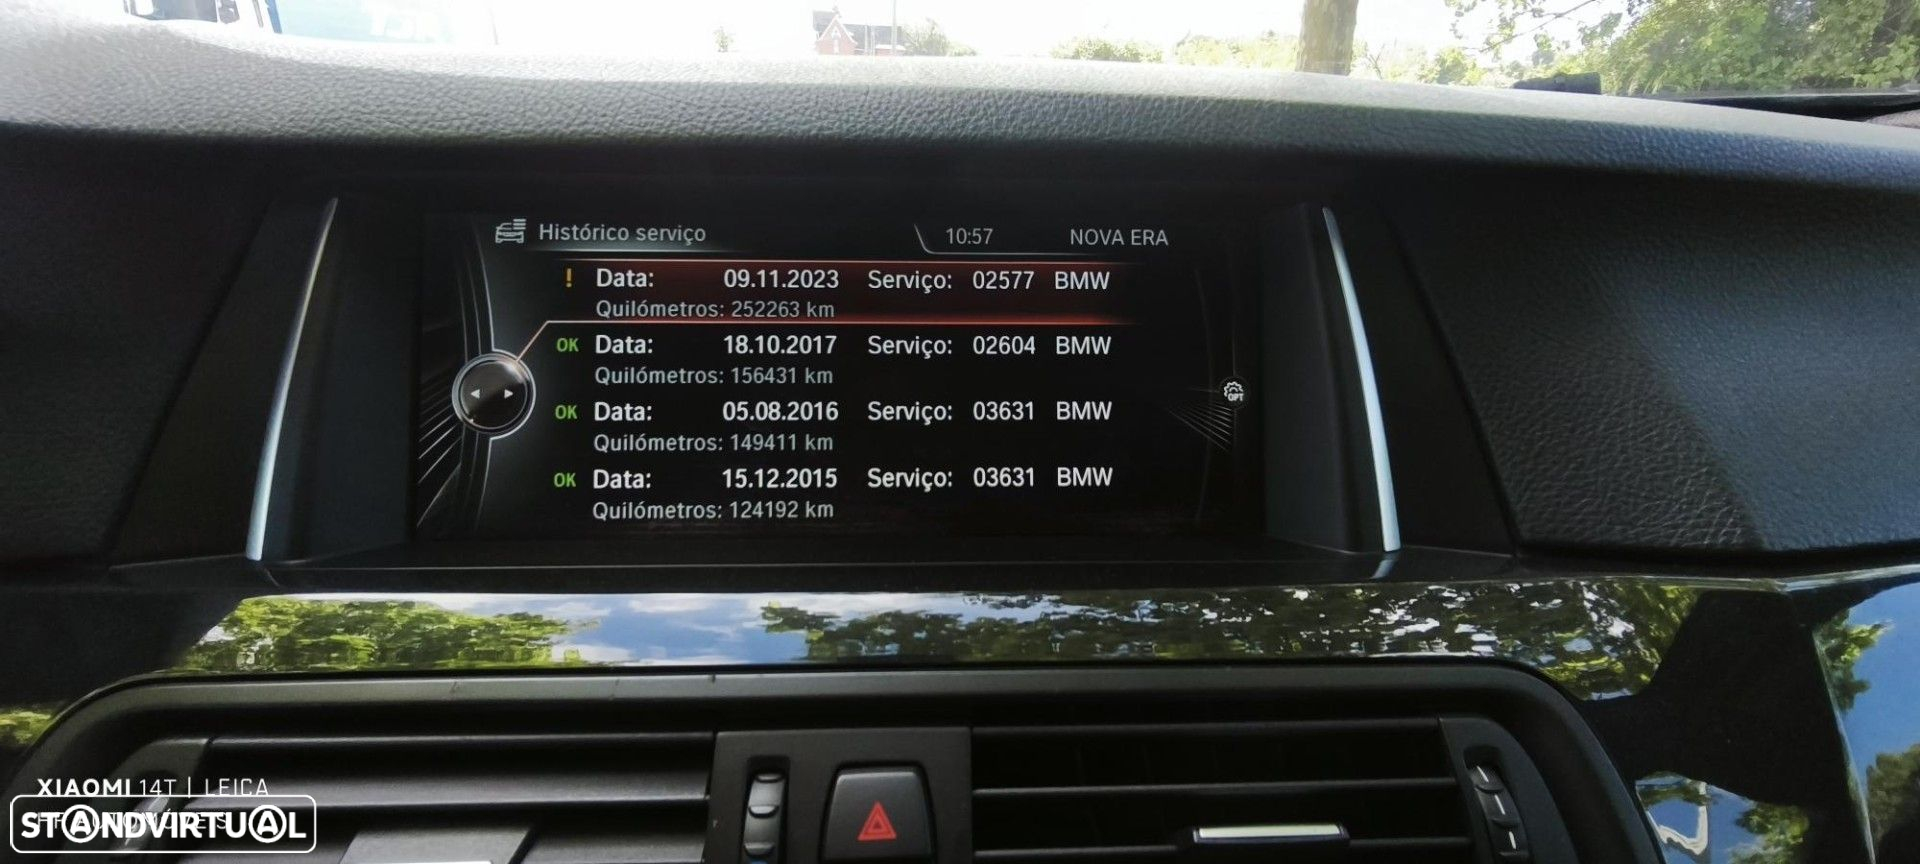 Histórico serviço 10:57 NOVA ERA
! Data: 09.11.2023 Serviço: 02577 BMW
Quilómetros: 252263 km
OK Data: 18.10.2017 Serviço: 02604 BMW
Quilómetros: 156431 km
OK Data: 05.08.2016 Serviço: 03631 BMW
Quilómetros: 149411 km
OK Data: 15.12.2015 Serviço: 03631 BMW
Quilómetros: 124192 km
OPT
XIAOMI 14T | LEICA
STANDVIRTUAL